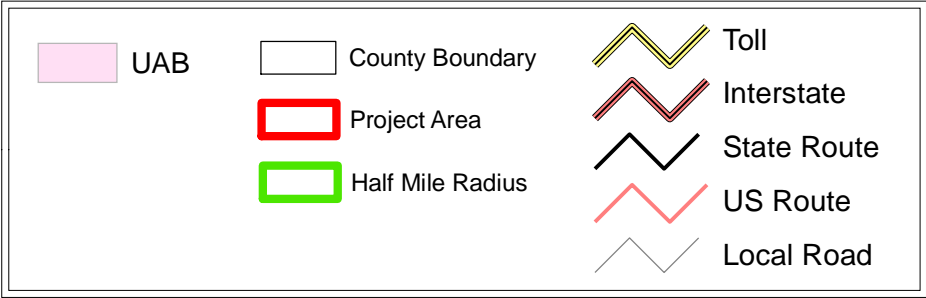 UAB
County Boundary
Project Area
Half Mile Radius
Toll
Interstate
State Route
US Route
Local Road